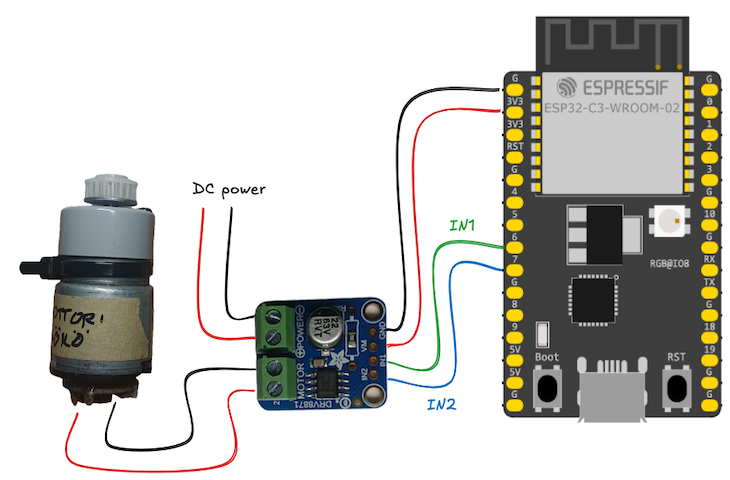 DC power
IN1
IN2
POWER
MOTOR
2
22
63V
RVT
GND
VM
IN1
IN2
DRV8871
ESPRESSIF
ESP32-C3-WROOM-02
G
3V3
3V3
RST
G
4
5
6
7
G
8
9
5V
5V
G
G
0
1
2
3
G
10
G
RX
TX
G
18
19
G
G
RGB@IO8
Boot
RST